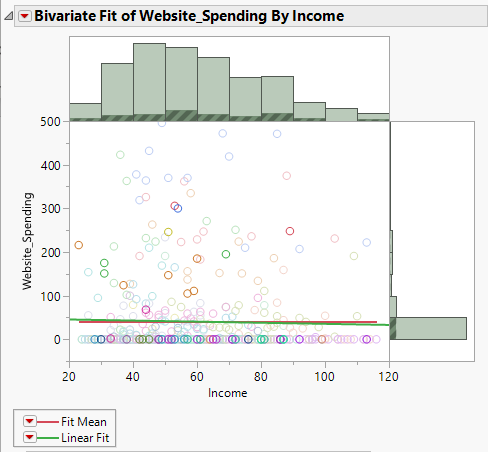 Bivariate Fit of Website_Spending By Income
500
400
300
200
100
0
Website_Spending
20 40 60 80 100 120
Income
Fit Mean
Linear Fit